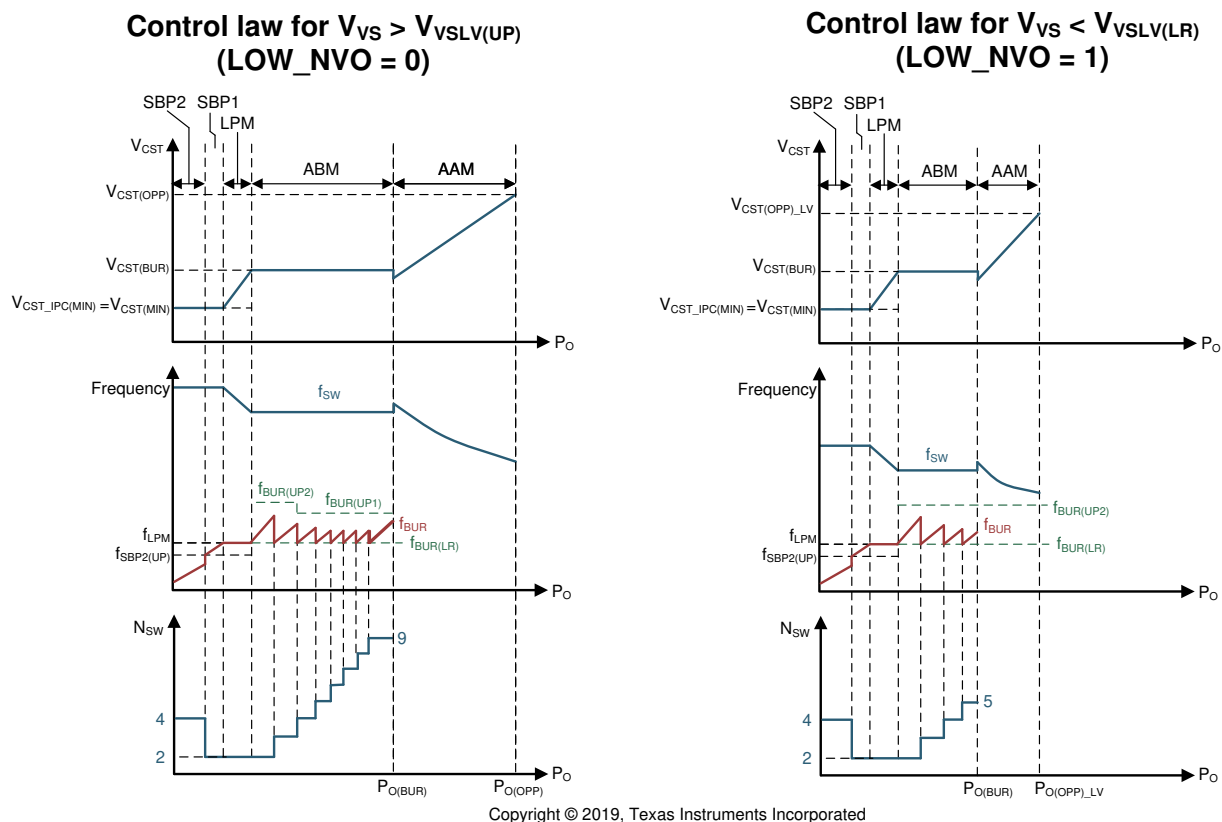 Control law for VVS > VVSLV(UP)
(LOW_NVO = 0)
SBP2
SBP1
LPM
VCST
ABM
AAM
VCST(OPP)
VCST(BUR)
VCST_IPC(MIN) =VCST(MIN)
PO
Frequency
fSW
fBUR(UP2)
fBUR(UP1)
fBUR
fLPM
fBUR(LR)
fSBP2(UP)
PO
NSW
9
4
2
PO
PO(BUR)
PO(OPP)
Control law for VVS < VVSLV(LR)
(LOW_NVO = 1)
SBP2
SBP1
LPM
VCST
ABM
AAM
VCST(OPP)_LV
VCST(BUR)
VCST_IPC(MIN) =VCST(MIN)
PO
Frequency
fSW
fBUR(UP2)
fBUR
fLPM
fBUR(LR)
fSBP2(UP)
PO
NSW
5
4
2
PO
PO(BUR)
PO(OPP)_LV
Copyright © 2019, Texas Instruments Incorporated